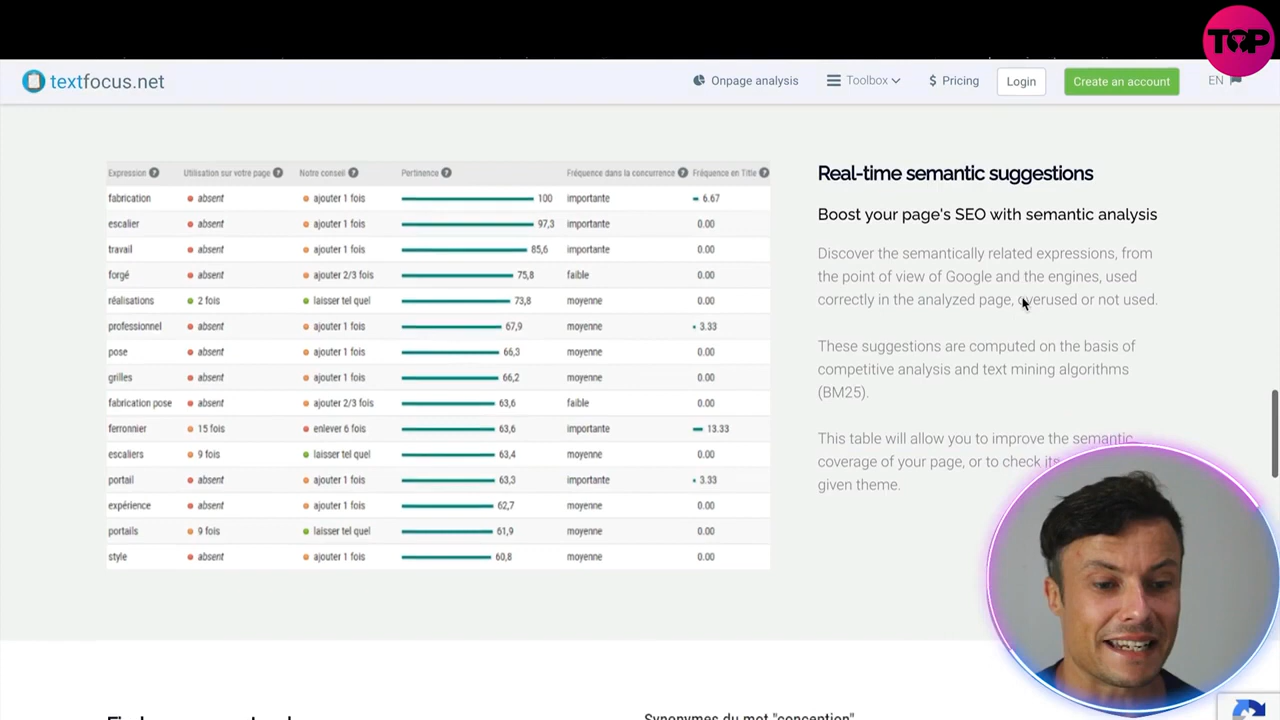 TOP
textfocus.net
Onpage analysis
Toolbox
$ Pricing
Login
Create an account
EN
Expression ? Utilisation sur votre page ? Notre conseil ? Pertinence ? Fréquence dans la concurrence ? Fréquence en Title ?
fabrication absent ajouter 1 fois 100 importante 6.67
escalier absent ajouter 1 fois 97,3 importante 0.00
travail absent ajouter 1 fois 85,6 importante 0.00
forgé absent ajouter 2/3 fois 75,8 faible 0.00
réalisations 2 fois laisser tel quel 73,8 moyenne 0.00
professionnel absent ajouter 1 fois 67,9 moyenne 3.33
pose absent ajouter 1 fois 66,3 moyenne 0.00
grilles absent ajouter 1 fois 66,2 moyenne 0.00
fabrication pose absent ajouter 2/3 fois 63,6 faible 0.00
ferronnier 15 fois enlever 6 fois 63,6 importante 13.33
escaliers 9 fois laisser tel quel 63,4 moyenne 0.00
portail absent ajouter 1 fois 63,3 importante 3.33
expérience absent ajouter 1 fois 62,7 moyenne 0.00
portails 9 fois laisser tel quel 61,9 moyenne 0.00
style absent ajouter 1 fois 60,8 moyenne 0.00
Real-time semantic suggestions
Boost your page's SEO with semantic analysis
Discover the semantically related expressions, from
the point of view of Google and the engines, used
correctly in the analyzed page, overused or not used.
These suggestions are computed on the basis of
competitive analysis and text mining algorithms
(BM25).
This table will allow you to improve the semantic
coverage of your page, or to check its
given theme.
Synonymes du mot "conception"